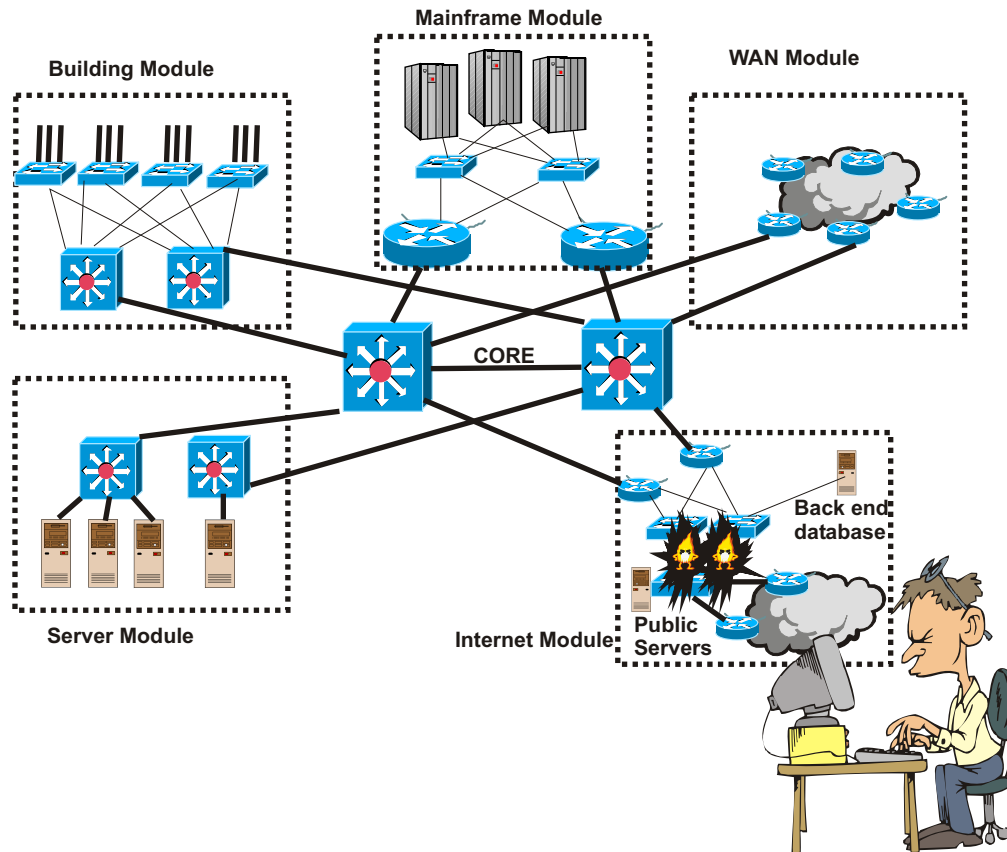 Mainframe Module
Building Module
WAN Module
CORE
Back end
database
Public
Servers
Server Module
Internet Module